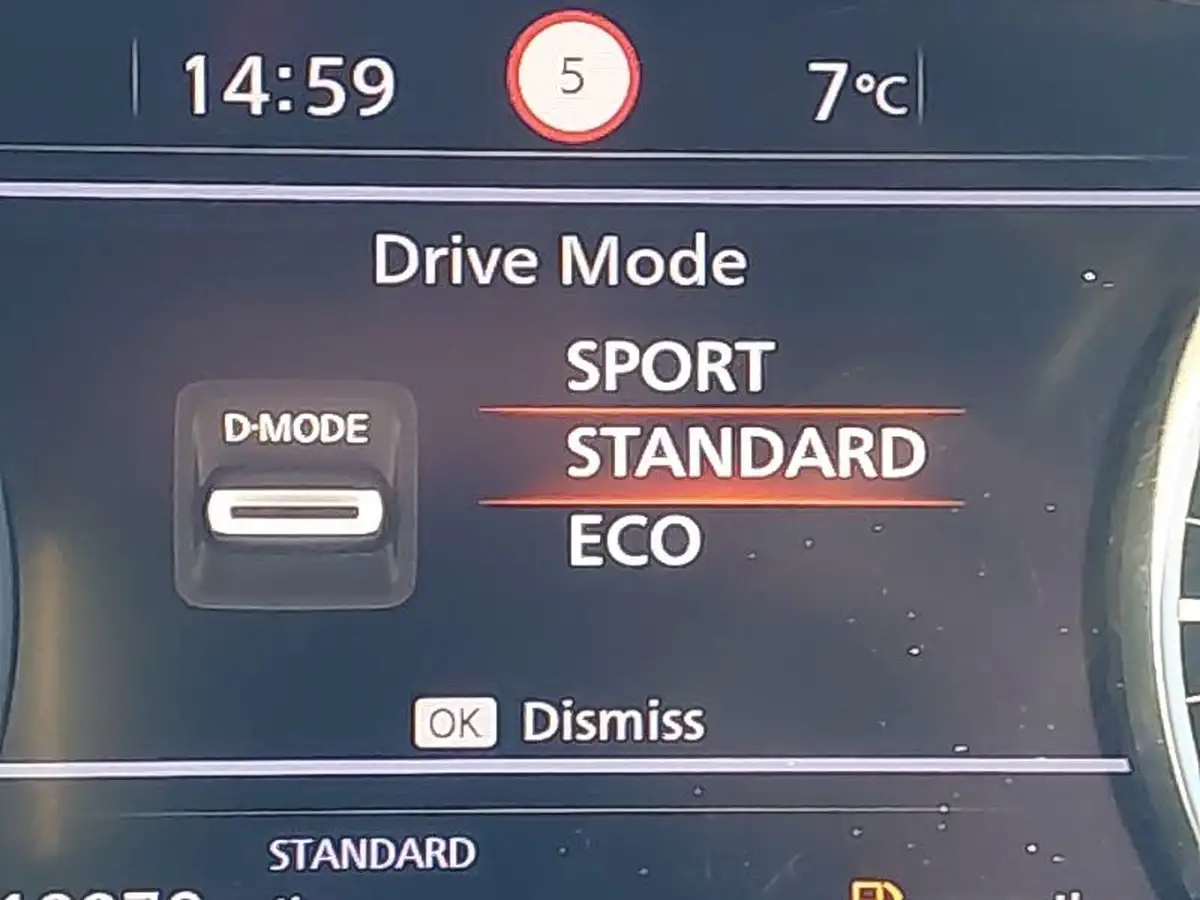 14:59 5 7°C
Drive Mode
SPORT
D·MODE
STANDARD
ECO
OK Dismiss
STANDARD